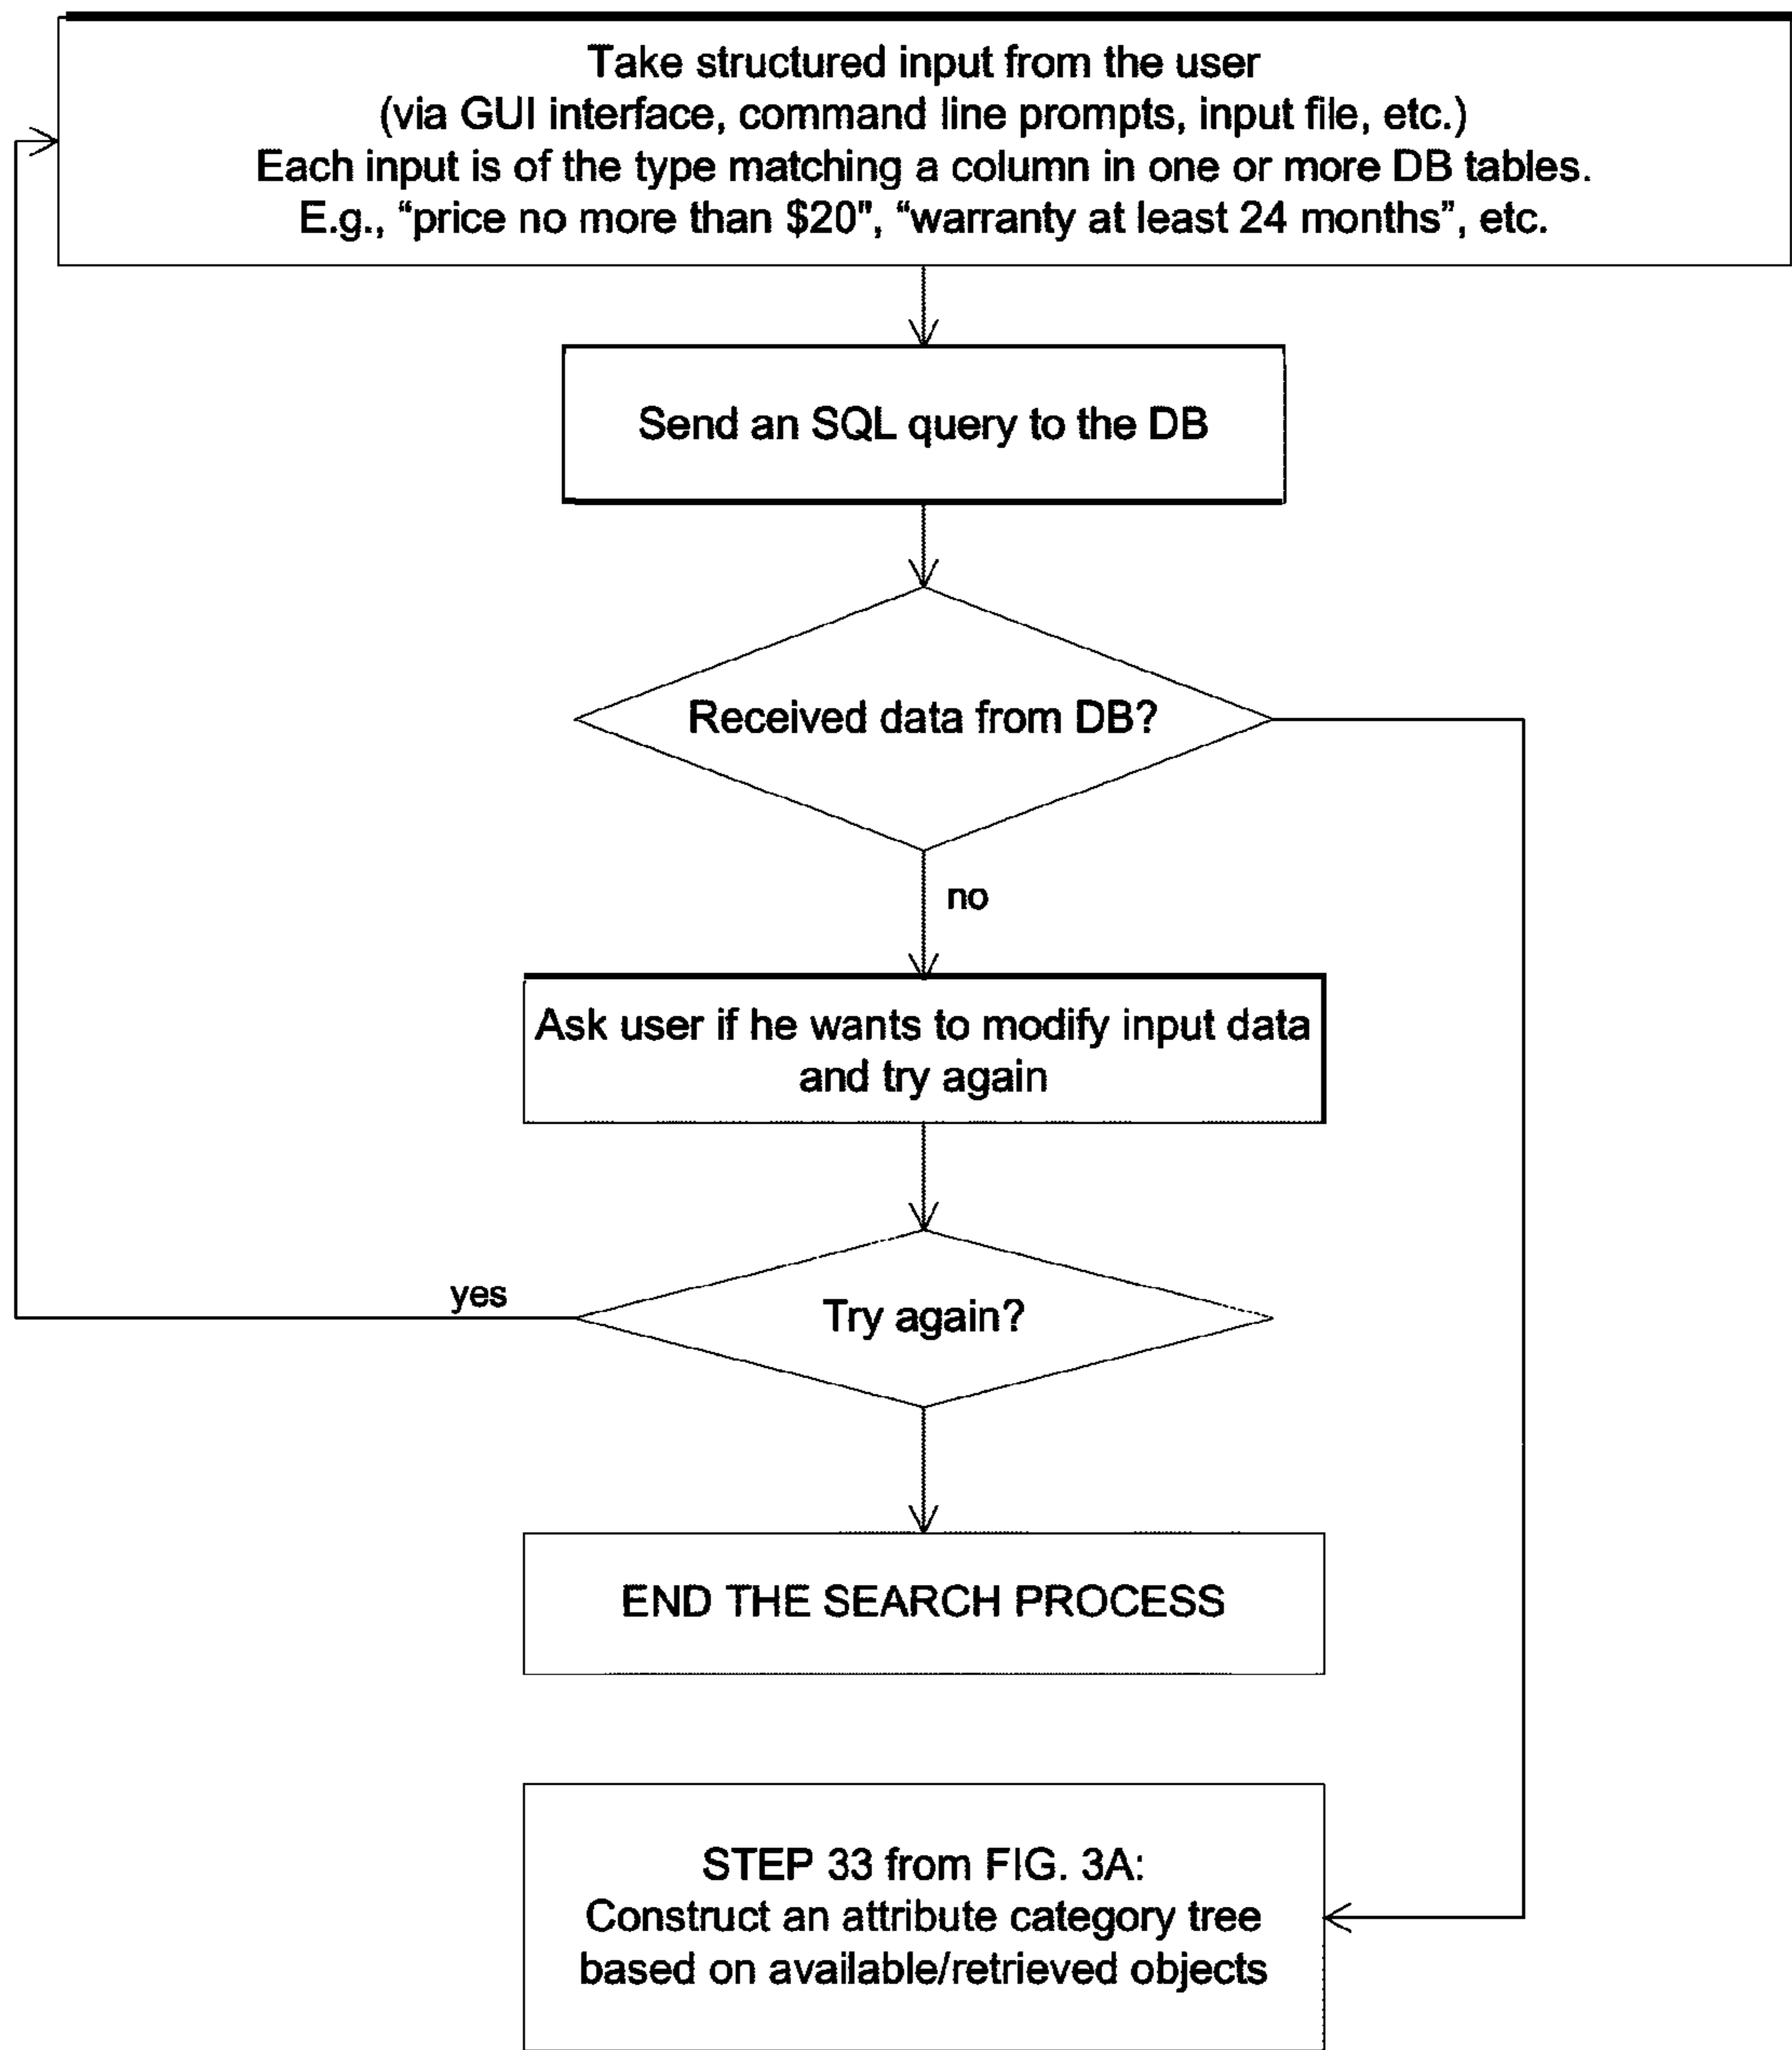 Take structured input from the user
(via GUI interface, command line prompts, input file, etc.)
Each input is of the type matching a column in one or more DB tables.
E.g., “price no more than $20", “warranty at least 24 months”, etc.
Send an SQL query to the DB
Received data from DB?
no
Ask user if he wants to modify input data
and try again
yes
Try again?
END THE SEARCH PROCESS
STEP 33 from FIG. 3A:
Construct an attribute category tree
based on available/retrieved objects